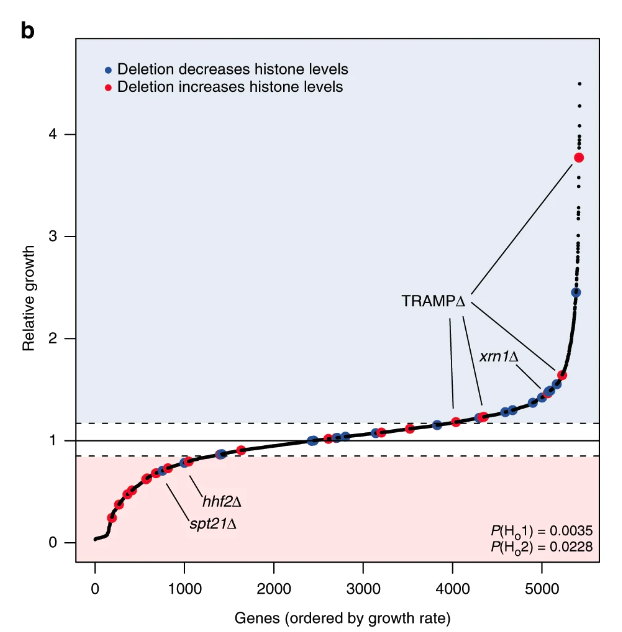 b
Deletion decreases histone levels
Deletion increases histone levels
4
3
2
1
0
Relative growth
TRAMPΔ
xrn1Δ
hhf2Δ
spt21Δ
P(Ho1) = 0.0035
P(Ho2) = 0.0228
0 1000 2000 3000 4000 5000
Genes (ordered by growth rate)